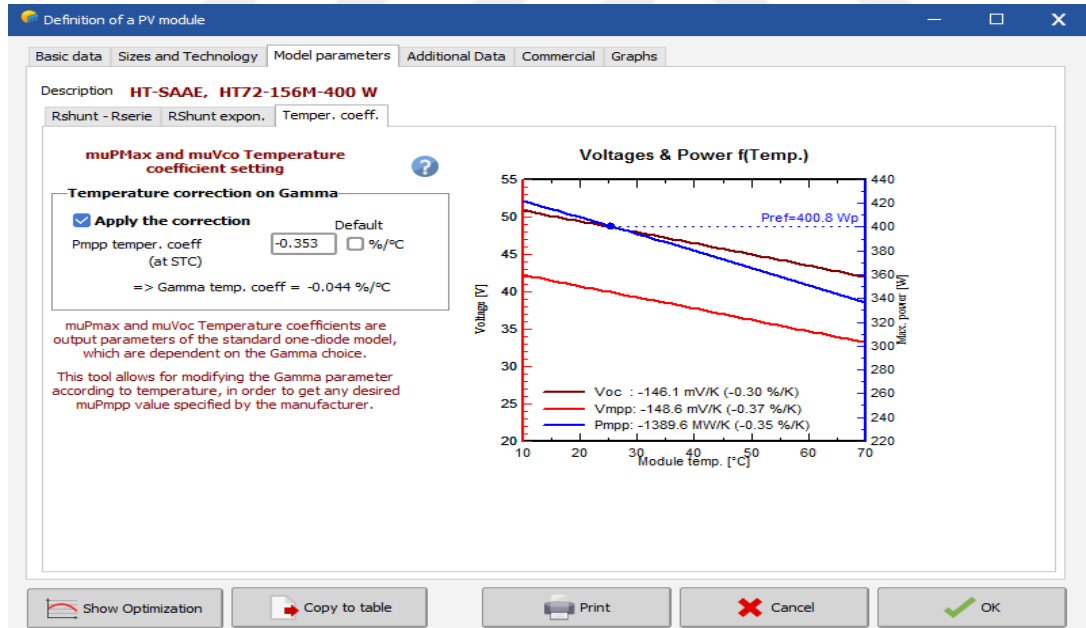 Definition of a PV module
Basic data Sizes and Technology Model parameters Additional Data Commercial Graphs
Description HT-SAAE, HT72-156M-400 W
Rshunt - Rserie RShunt expon. Temper. coeff.
muPMax and muVco Temperature
coefficient setting
?
Temperature correction on Gamma
Apply the correction
Default
Pmpp temper. coeff
(at STC)
-0.353 %/°C
=> Gamma temp. coeff = -0.044 %/°C
muPmax and muVoc Temperature coefficients are
output parameters of the standard one-diode model,
which are dependent on the Gamma choice.
This tool allows for modifying the Gamma parameter
according to temperature, in order to get any desired
muPmpp value specified by the manufacturer.
Voltages & Power f(Temp.)
55
50
45
40
35
30
25
20
Voltage [V]
Pref=400.8 Wp
Voc : -146.1 mV/K (-0.30 %/K)
Vmpp: -148.6 mV/K (-0.37 %/K)
Pmpp: -1389.6 MW/K (-0.35 %/K)
440
420
400
380
360
340
320
300
280
260
240
220
Max. power [W]
10 20 30 40 50 60 70
Module temp. [°C]
Show Optimization Copy to table Print Cancel OK